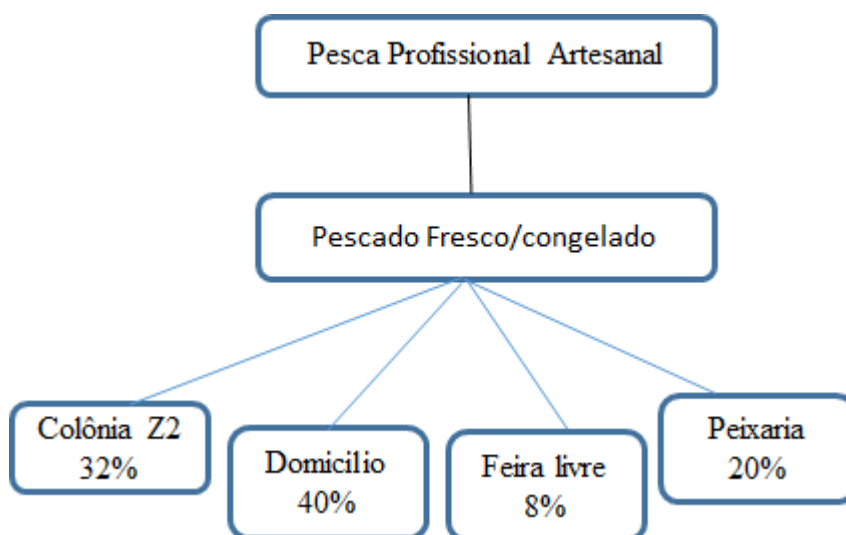 Pesca Profissional Artesanal
Pescado Fresco/congelado
Colônia Z2
32%
Domicilio
40%
Feira livre
8%
Peixaria
20%